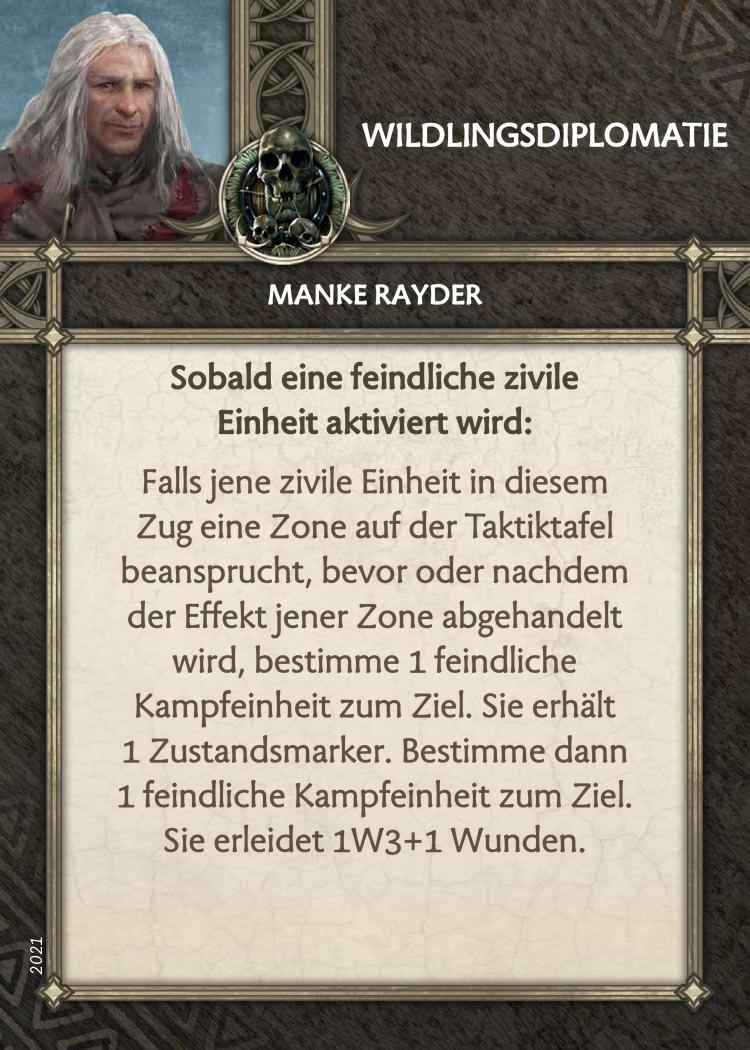 WILDLINGSDIPLOMATIE
MANKE RAYDER
Sobald eine feindliche zivile
Einheit aktiviert wird:
Falls jene zivile Einheit in diesem
Zug eine Zone auf der Taktiktafel
beansprucht, bevor oder nachdem
der Effekt jener Zone abgehandelt
wird, bestimme 1 feindliche
Kampfeinheit zum Ziel. Sie erhält
1 Zustandsmarker. Bestimme dann
1 feindliche Kampfeinheit zum Ziel.
Sie erleidet 1W3+1 Wunden.
2021